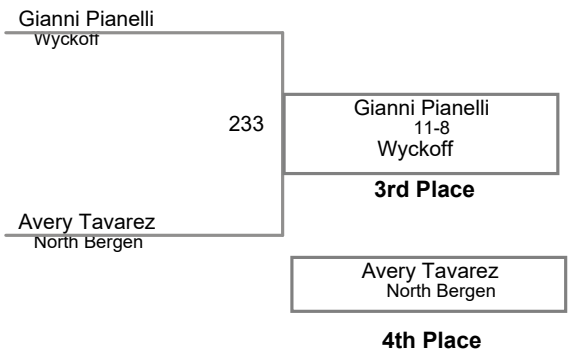 Gianni Pianelli
Wyckoff
233
Gianni Pianelli
11-8
Wyckoff
3rd Place
Avery Tavarez
North Bergen
Avery Tavarez
North Bergen
4th Place